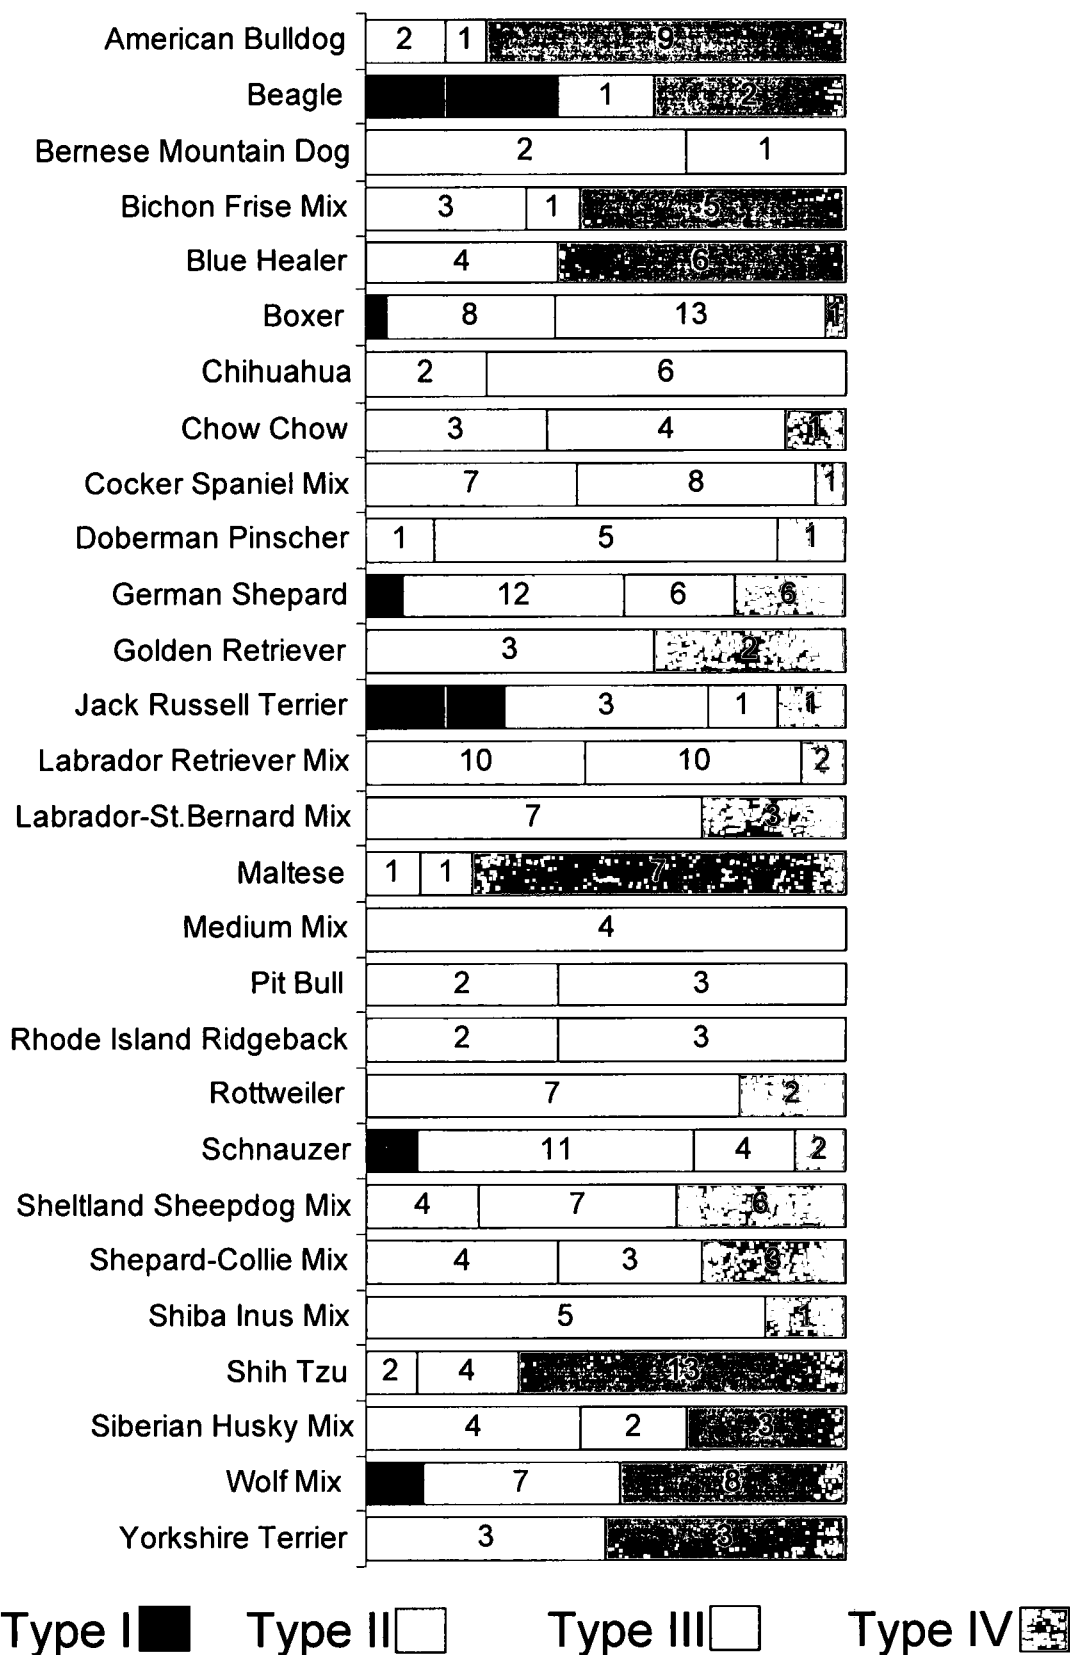 American Bulldog 2 1 9
Beagle 1 2
Bernese Mountain Dog 2 1
Bichon Frise Mix 3 1 5
Blue Healer 4 6
Boxer 8 13 1
Chihuahua 2 6
Chow Chow 3 4 1
Cocker Spaniel Mix 7 8 1
Doberman Pinscher 1 5 1
German Shepard 12 6 6
Golden Retriever 3 2
Jack Russell Terrier 3 1 1
Labrador Retriever Mix 10 10 2
Labrador-St.Bernard Mix 7 3
Maltese 1 1 7
Medium Mix 4
Pit Bull 2 3
Rhode Island Ridgeback 2 3
Rottweiler 7 2
Schnauzer 11 4 2
Sheltland Sheepdog Mix 4 7 6
Shepard-Collie Mix 4 3 3
Shiba Inus Mix 5 1
Shih Tzu 2 4 13
Siberian Husky Mix 4 2 3
Wolf Mix 7 8
Yorkshire Terrier 3 3
Type I Type II Type III Type IV